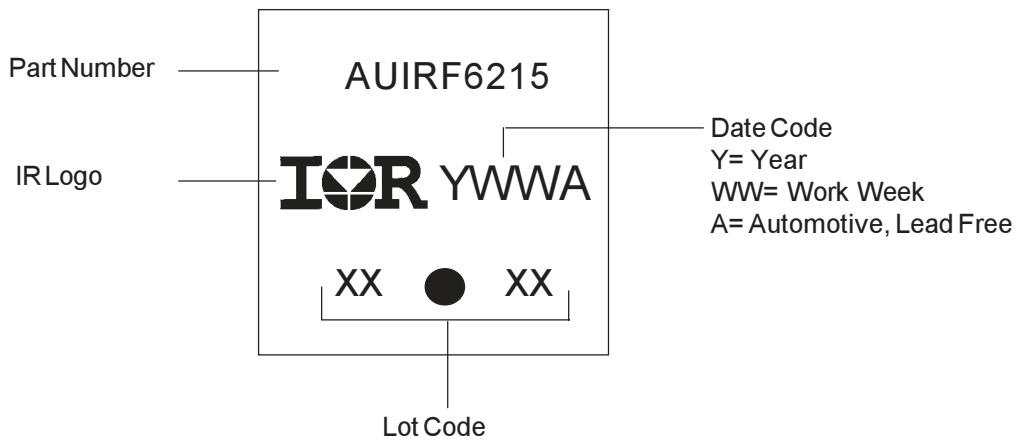 Part Number
AUIRF6215
Date Code
Y= Year
WW= Work Week
A= Automotive, Lead Free
IR Logo
IOR YWWA
XX XX
Lot Code